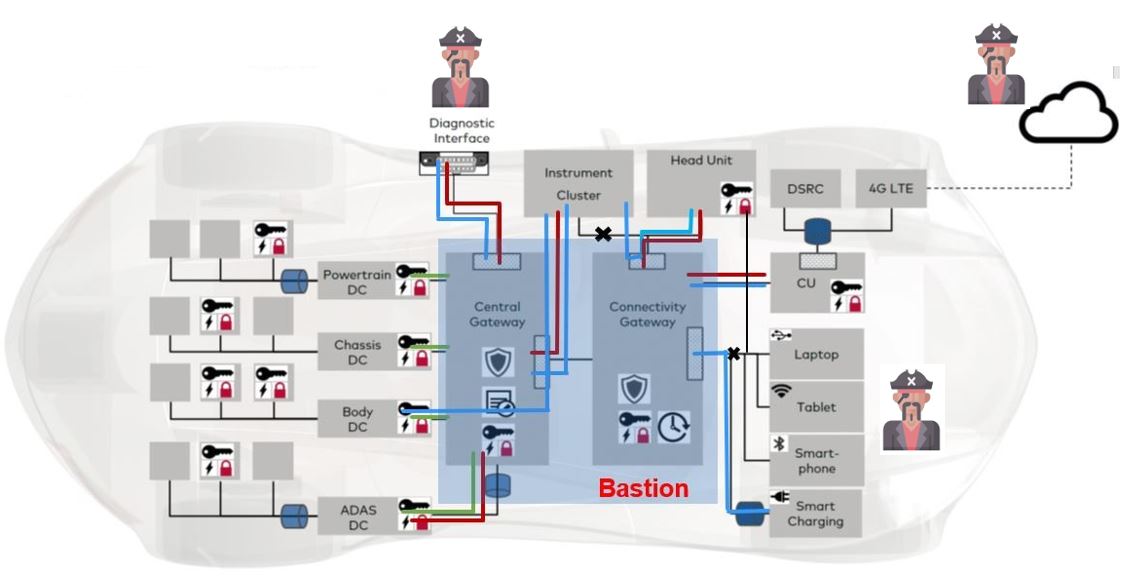 Diagnostic
Interface
Instrument
Cluster
Head Unit
DSRC
4G LTE
Powertrain
DC
Central
Gateway
Connectivity
Gateway
CU
Chassis
DC
Laptop
Body
DC
Tablet
Smart-
phone
Bastion
ADAS
DC
Smart
Charging